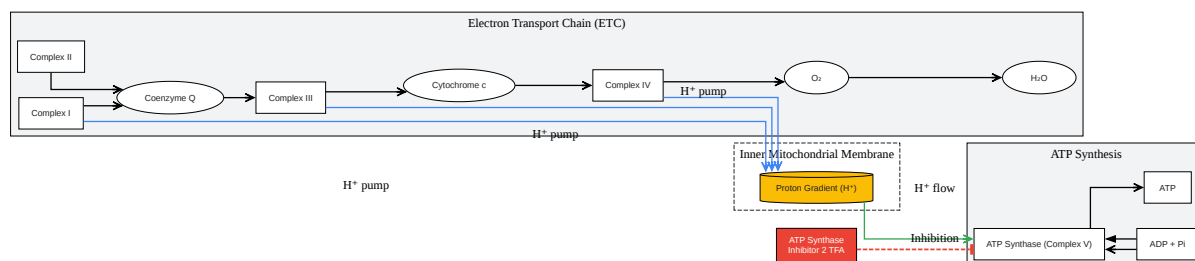 Electron Transport Chain (ETC)
Complex II
Complex I
Coenzyme Q
Complex III
Cytochrome c
Complex IV
O₂
H₂O
H⁺ pump
H⁺ pump
H⁺ pump
Inner Mitochondrial Membrane
Proton Gradient (H⁺)
H⁺ flow
ATP Synthesis
ATP
ATP Synthase
Inhibitor 2 TFA
Inhibition
ATP Synthase (Complex V)
ADP + Pi